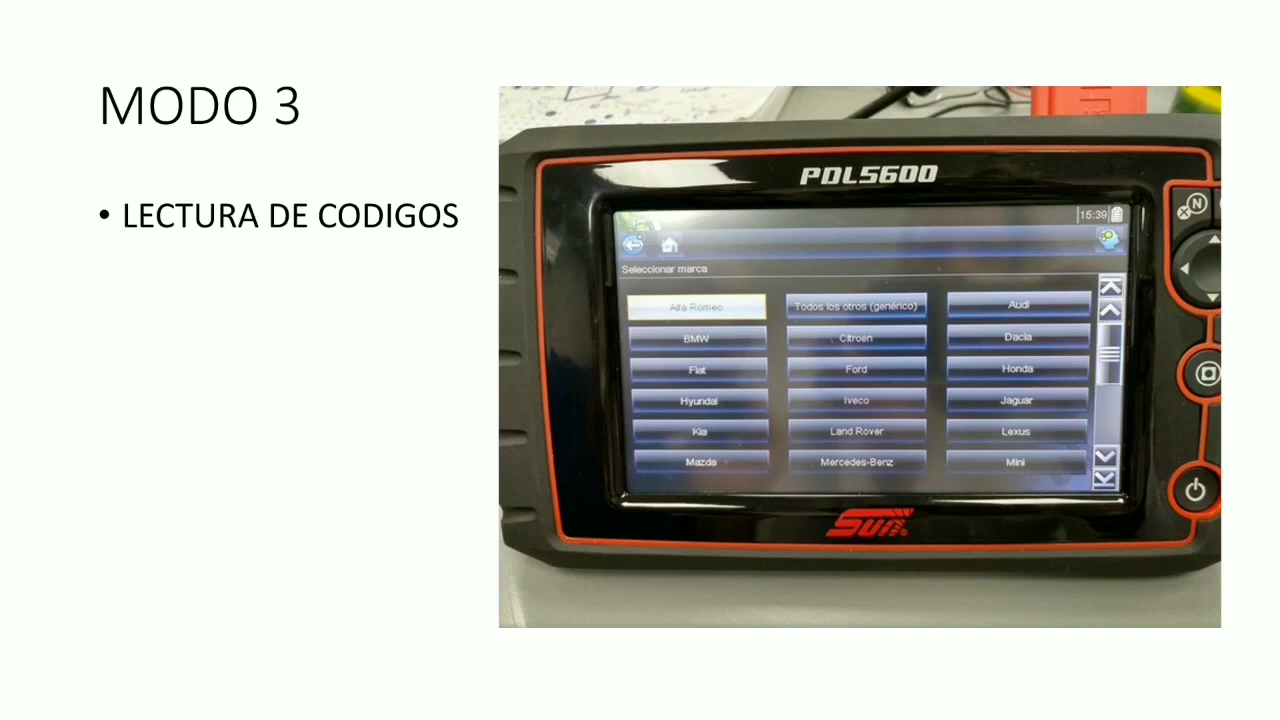 MODO 3
• LECTURA DE CODIGOS
PDL5600
15:39
Seleccionar marca
Alfa Romeo
Todos los otros (genérico)
Audi
BMW
Citroen
Dacia
Fiat
Ford
Honda
Hyundai
Iveco
Jaguar
Kia
Land Rover
Lexus
Mazda
Mercedes-Benz
Mini
N
X
Sun